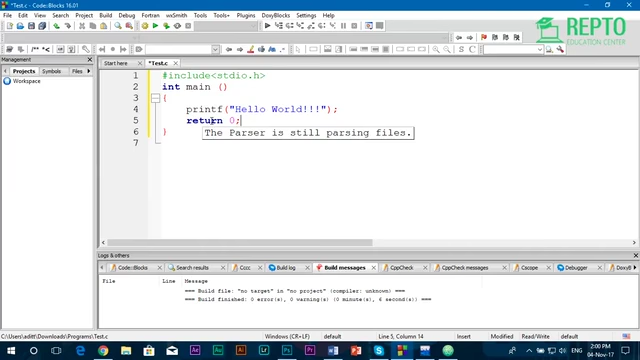 *Test.c - Code::Blocks 16.01
File Edit View Search Project Build Debug Fortran wxSmith Tools Tools+ Plugins DoxyBlocks Settings Help
REPTO
EDUCATION CENTER
Management
Projects Symbols Files
Workspace
Start here *Test.c
1 #include<stdio.h>
2 int main ()
3 {
4 printf("Hello World!!!");
5 return 0;
The Parser is still parsing files.
6 }
7
Logs & others
Code::Blocks Search results Cccc Build log Build messages CppCheck CppCheck messages Cscope Debugger DoxyB
File Line Message
=== Build file: "no target" in "no project" (compiler: unknown) ===
=== Build finished: 0 error(s), 0 warning(s) (0 minute(s), 6 second(s)) ===
C:\Users\aditt\Downloads\Programs\Test.c Windows (CR+LF) default Line 5, Column 14 Insert Modified Read/Write default
ENG 2:00 PM
04-Nov-17